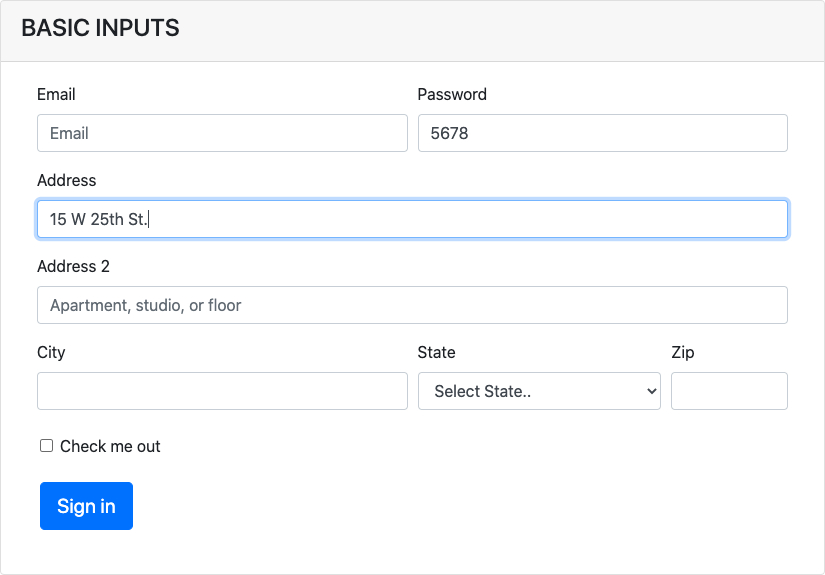 BASIC INPUTS
Email Password
Email 5678
Address
15 W 25th St.
Address 2
Apartment, studio, or floor
City State Zip
Select State..
Check me out
Sign in